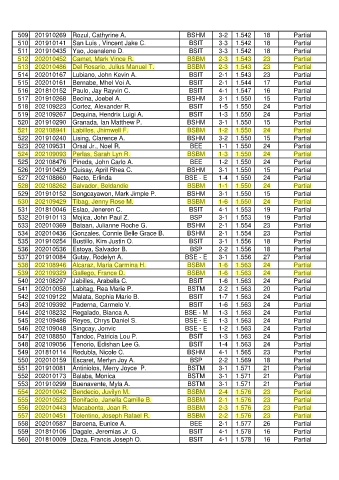 509 201910269 Rozul, Cathyrine A. BSHM 3-2 1.542 18 Partial
510 201910141 San Luis , Vincent Jake C. BSIT 3-3 1.542 18 Partial
511 201910435 Yao, Joanalene D. BSIT 3-3 1.542 18 Partial
512 202010452 Camet, Mark Vince R. BSBM 2-3 1.543 23 Partial
513 202010486 Del Rosario, Julius Manuel T. BSBM 2-3 1.543 23 Partial
514 202010167 Lubiano, John Kevin A. BSIT 2-1 1.543 23 Partial
515 202010161 Bernabe, Mhel Voi A. BSIT 2-1 1.544 17 Partial
516 201810152 Paulo, Jay Rayvin C. BSIT 4-1 1.547 16 Partial
517 201910268 Becina, Joebel A. BSHM 3-1 1.550 15 Partial
518 202109223 Cortez, Alexander R. BSIT 1-5 1.550 24 Partial
519 202109267 Dequina, Hendrix Luigi A. BSIT 1-3 1.550 24 Partial
520 201910290 Granada, Ian Matthew P. BSHM 3-1 1.550 15 Partial
521 202108941 Labilles, Jhimwell F. BSBM 1-2 1.550 24 Partial
522 201910240 Lising, Clarence A. BSHM 3-2 1.550 15 Partial
523 202109531 Orsal Jr., Noel R. BEE 1-1 1.550 24 Partial
524 202109093 Perlas, Sarah Lyn R. BSBM 1-3 1.550 24 Partial
525 202108476 Pineda, John Carlo A. BEE 1-2 1.550 24 Partial
526 201910429 Quissy, April Rhea C. BSHM 3-1 1.550 15 Partial
527 202108660 Recto, Erlinda BSE - E 1-4 1.550 24 Partial
528 202108262 Salvador, Beldandei BSBM 1-1 1.550 24 Partial
529 201910152 Songcayawon, Mark Jimple P. BSHM 3-1 1.550 15 Partial
530 202109429 Tibag, Jenny Rose M. BSBM 1-6 1.550 24 Partial
531 201810046 Eslao, Jeneren C. BSIT 4-1 1.553 19 Partial
532 201910113 Mojica, John Paul Z. BSP 3-1 1.553 19 Partial
533 202010369 Bataan, Julianne Roche G. BSHM 2-1 1.554 23 Partial
534 202010436 Gonzales, Connie Belle Grace B. BSHM 2-1 1.554 23 Partial
535 201910254 Bustillo, Kim Justin O. BSIT 3-1 1.556 18 Partial
536 202010536 Estoya, Salvador B. BSP 2-2 1.556 18 Partial
537 201910084 Gutay, Rodelyn A. BSE - E 3-1 1.556 27 Partial
538 202108946 Alcaraz, Maria Carmina H. BSBM 1-6 1.563 24 Partial
539 202109329 Gallego, France D. BSBM 1-6 1.563 24 Partial
540 202108297 Jabilles, Arabella C. BSIT 1-6 1.563 24 Partial
541 202010058 Labitag, Rea Marie P. BSTM 2-2 1.563 20 Partial
542 202109122 Malata, Sophia Marie B. BSIT 1-7 1.563 24 Partial
543 202109392 Paderna, Carmelo V. BSIT 1-6 1.563 24 Partial
544 202108232 Regalado, Bianca A. BSE - M 1-3 1.563 24 Partial
545 202109486 Reyes, Chrys Daniel S. BSE - E 1-3 1.563 24 Partial
546 202109048 Singcay, Jonvic BSE - E 1-2 1.563 24 Partial
547 202108850 Tandoc, Patricia Lou P. BSIT 1-3 1.563 24 Partial
548 202109056 Tenorio, Edishan Lee G. BSIT 1-4 1.563 24 Partial
549 201810114 Redubla, Nicole C. BSHM 4-1 1.565 23 Partial
550 202010159 Escarel, Merlyn Joy A. BSP 2-2 1.569 18 Partial
551 201910081 Antiniolos, Merry Joyce P. BSTM 3-1 1.571 21 Partial
552 202010173 Balaba, Monica BSTM 3-1 1.571 21 Partial
553 201910299 Buenavente, Myla A. BSTM 3-1 1.571 21 Partial
554 202010042 Bendecio, Juvilyn M. BSBM 2-4 1.576 23 Partial
555 202010523 Bonifacio, Janella Camille B. BSBM 2-1 1.576 23 Partial
556 202010443 Macabenta, Joan R. BSBM 2-3 1.576 23 Partial
557 202010451 Tolentino, Joseph Rafael R. BSBM 2-2 1.576 23 Partial
558 202010587 Barcena, Eunice A. BEE 2-1 1.577 26 Partial
559 201810106 Dagale, Jeremias Jr. G. BSIT 4-1 1.578 16 Partial
560 201810009 Daza, Francis Joseph O. BSIT 4-1 1.578 16 Partial